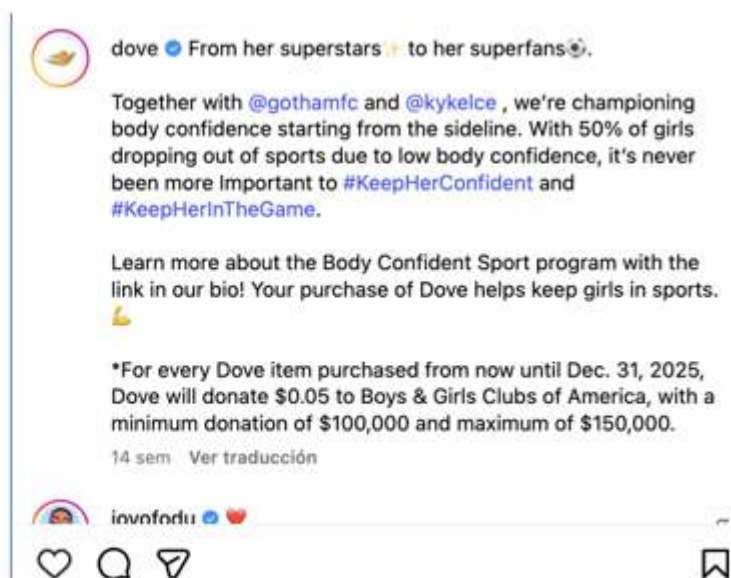 dove From her superstars✨ to her superfans⚽.
Together with @gothamfc and @kykelce , we're championing
body confidence starting from the sideline. With 50% of girls
dropping out of sports due to low body confidence, it's never
been more Important to #KeepHerConfident and
#KeepHerInTheGame.
Learn more about the Body Confident Sport program with the
link in our bio! Your purchase of Dove helps keep girls in sports.
💪
*For every Dove item purchased from now until Dec. 31, 2025,
Dove will donate $0.05 to Boys & Girls Clubs of America, with a
minimum donation of $100,000 and maximum of $150,000.
14 sem Ver traducción
joyofodu ❤️